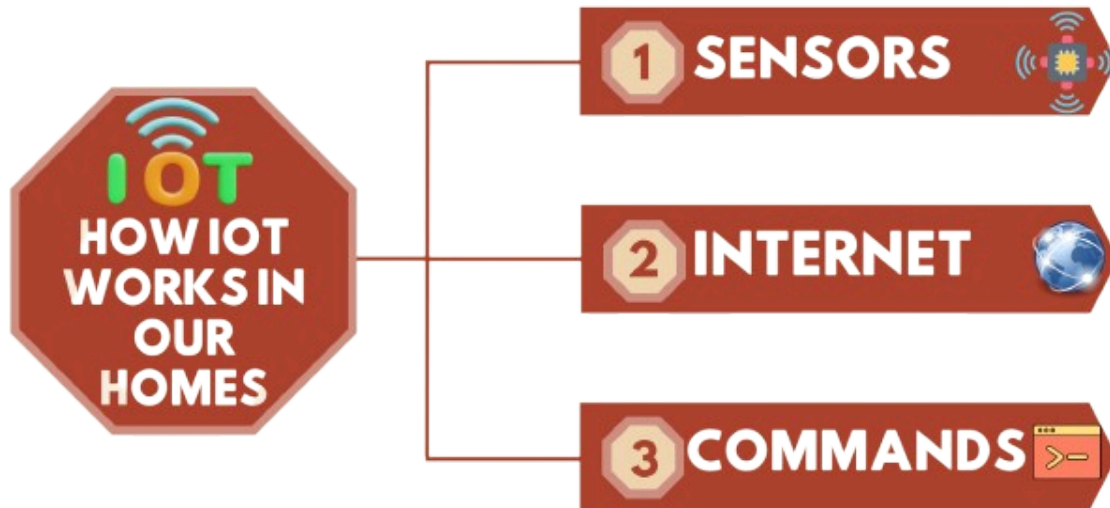 IOT
HOW IOT
WORKS IN
OUR
HOMES
1 SENSORS
2 INTERNET
3 COMMANDS